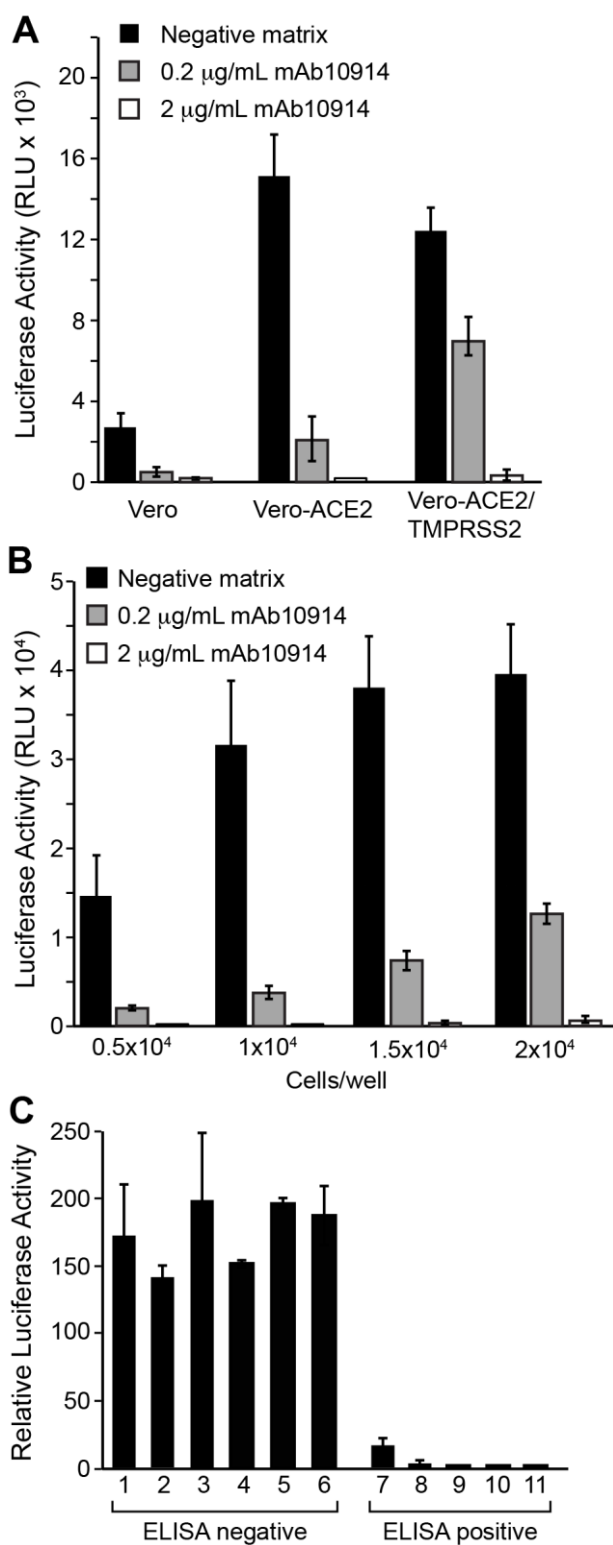 A
Negative matrix
0.2 μg/mL mAb10914
2 μg/mL mAb10914
Luciferase Activity (RLU x 10³)
20
16
12
8
4
0
Vero
Vero-ACE2
Vero-ACE2/
TMPRSS2
B
Negative matrix
0.2 μg/mL mAb10914
2 μg/mL mAb10914
Luciferase Activity (RLU x 10⁴)
5
4
3
2
1
0
0.5x10⁴ 1x10⁴ 1.5x10⁴ 2x10⁴
Cells/well
C
Relative Luciferase Activity
250
200
150
100
50
0
1 2 3 4 5 6 7 8 9 10 11
ELISA negative ELISA positive